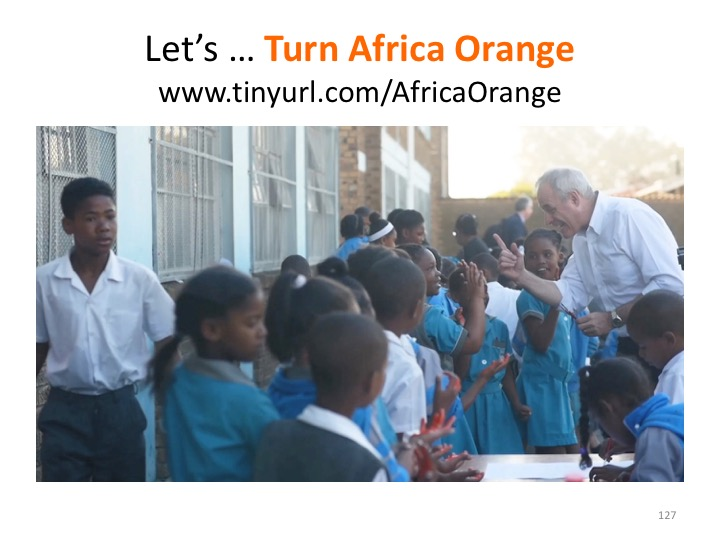 Let’s … Turn Africa Orange
www.tinyurl.com/AfricaOrange
127